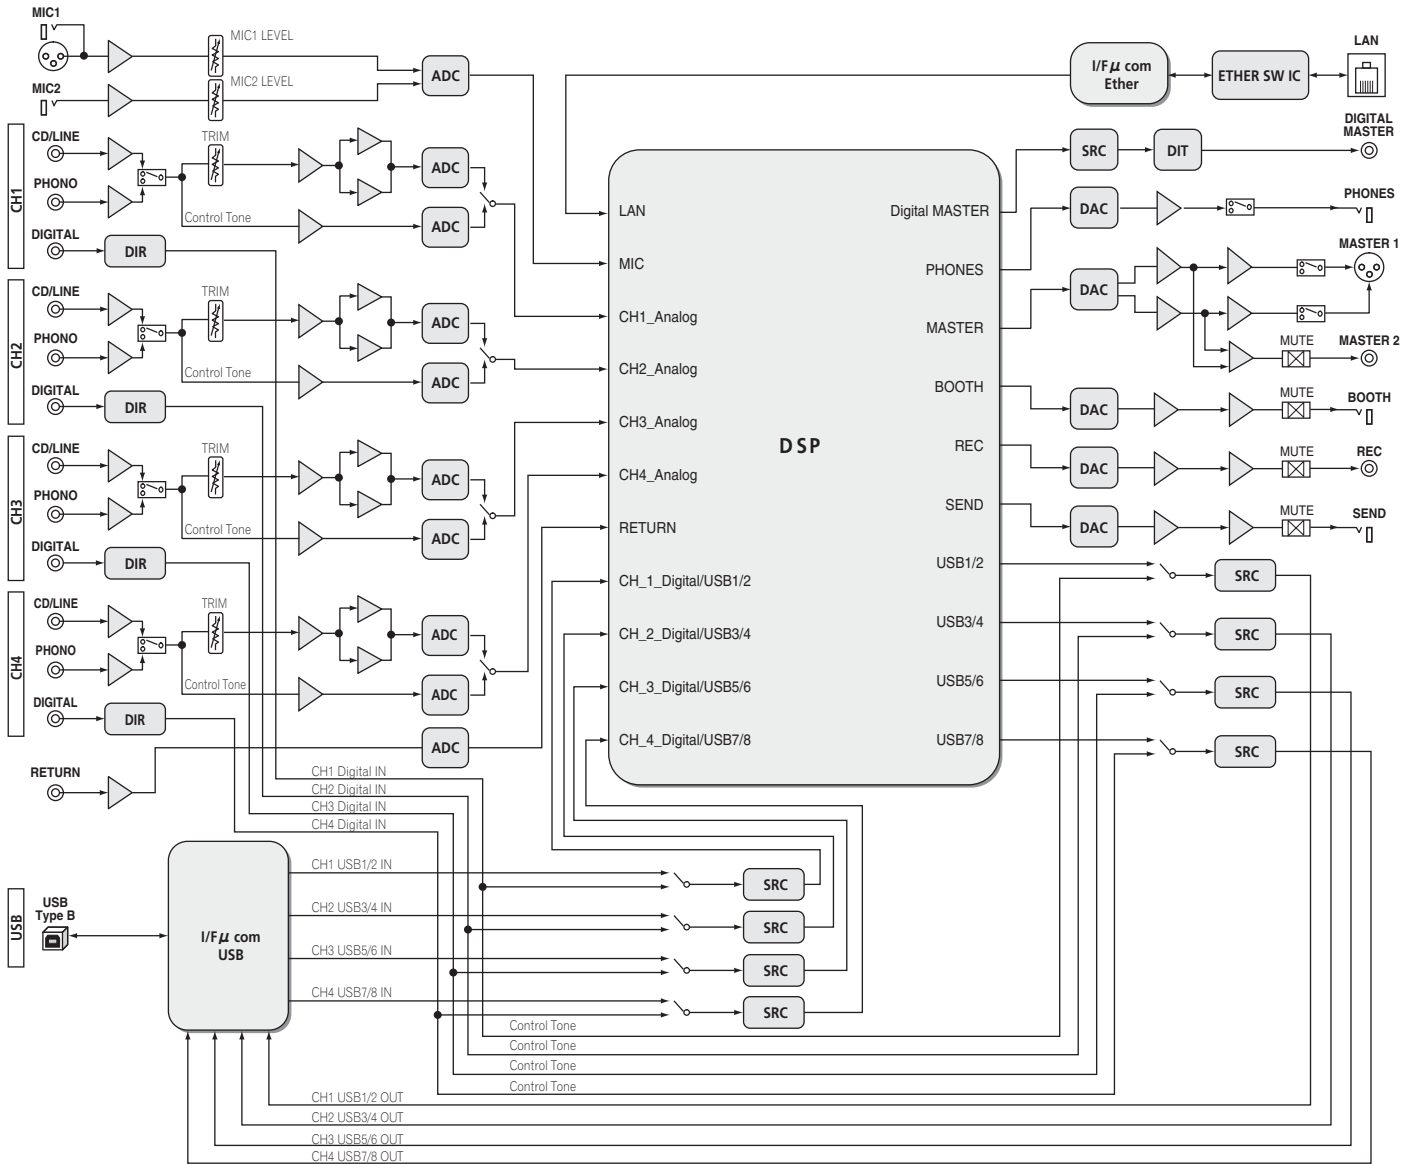 MIC1
MIC1 LEVEL
MIC2
MIC2 LEVEL
ADC
CH1
CD/LINE
PHONO
DIGITAL
TRIM
Control Tone
ADC
ADC
DIR
CH2
CD/LINE
PHONO
DIGITAL
TRIM
Control Tone
ADC
ADC
DIR
CH3
CD/LINE
PHONO
DIGITAL
TRIM
Control Tone
ADC
ADC
DIR
CH4
CD/LINE
PHONO
DIGITAL
TRIM
Control Tone
ADC
ADC
DIR
RETURN
ADC
CH1 Digital IN
CH2 Digital IN
CH3 Digital IN
CH4 Digital IN
DSP
LAN
MIC
CH1_Analog
CH2_Analog
CH3_Analog
CH4_Analog
RETURN
CH_1_Digital/USB1/2
CH_2_Digital/USB3/4
CH_3_Digital/USB5/6
CH_4_Digital/USB7/8
Digital MASTER
PHONES
MASTER
BOOTH
REC
SEND
USB1/2
USB3/4
USB5/6
USB7/8
I/F μ com
Ether
ETHER SW IC
LAN
SRC
DIT
DIGITAL
MASTER
DAC
PHONES
DAC
MASTER 1
MUTE
MASTER 2
DAC
MUTE
BOOTH
DAC
MUTE
REC
DAC
MUTE
SEND
SRC
SRC
SRC
SRC
USB
USB
Type B
I/F μ com
USB
CH1 USB1/2 IN
CH2 USB3/4 IN
CH3 USB5/6 IN
CH4 USB7/8 IN
SRC
SRC
SRC
SRC
Control Tone
Control Tone
Control Tone
Control Tone
CH1 USB1/2 OUT
CH2 USB3/4 OUT
CH3 USB5/6 OUT
CH4 USB7/8 OUT